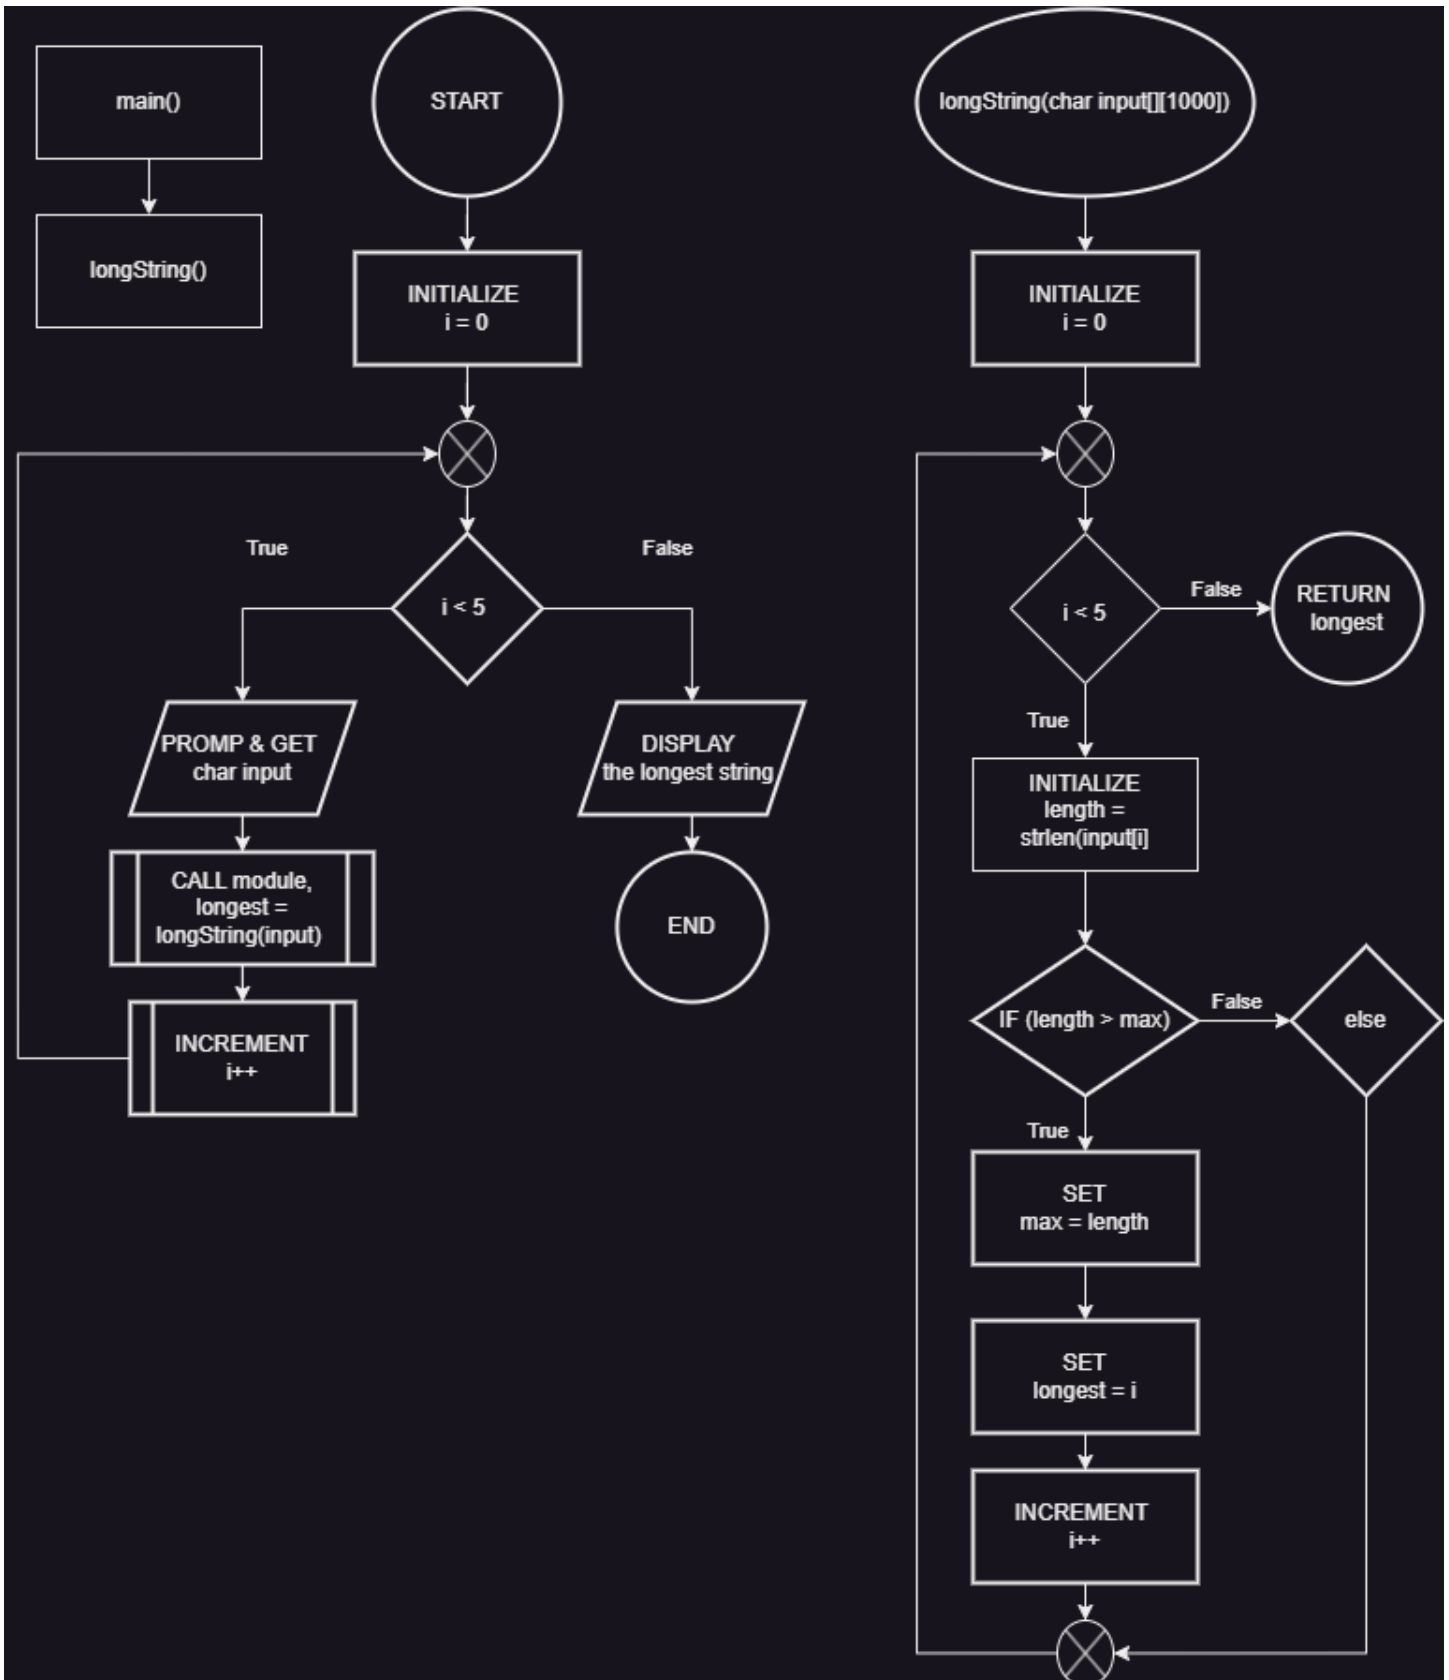 main()
longString()
START
INITIALIZE
i = 0
True
False
i < 5
PROMP & GET
char input
DISPLAY
the longest string
CALL module,
longest =
longString(input)
END
INCREMENT
i++
longString(char input[][1000])
INITIALIZE
i = 0
i < 5
False
RETURN
longest
True
INITIALIZE
length =
strlen(input[i]
IF (length > max)
False
else
True
SET
max = length
SET
longest = i
INCREMENT
i++